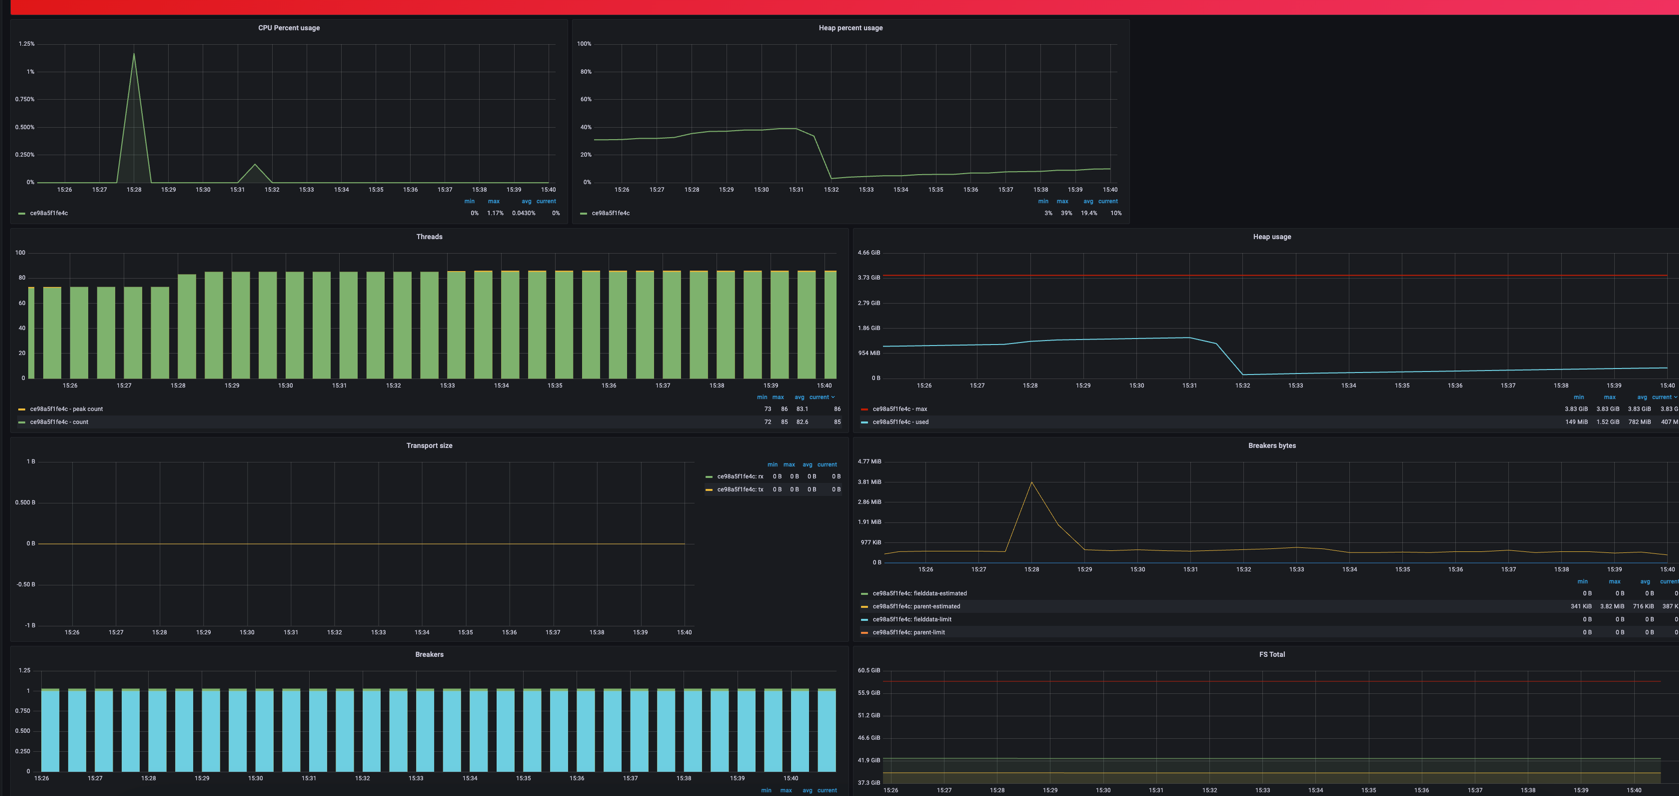 CPU Percent usage
1.25%
1%
0.750%
0.500%
0.250%
0%
15:26 15:27 15:28 15:29 15:30 15:31 15:32 15:33 15:34 15:35 15:36 15:37 15:38 15:39 15:40
min max avg current
ce98a5f1fe4c 0% 1.17% 0.0430% 0%
Heap percent usage
100%
80%
60%
40%
20%
0%
15:26 15:27 15:28 15:29 15:30 15:31 15:32 15:33 15:34 15:35 15:36 15:37 15:38 15:39 15:40
min max avg current
ce98a5f1fe4c 3% 39% 19.4% 10%
Threads
100
80
60
40
20
0
15:26 15:27 15:28 15:29 15:30 15:31 15:32 15:33 15:34 15:35 15:36 15:37 15:38 15:39 15:40
min max avg current
ce98a5f1fe4c - peak count 73 86 83.1 86
ce98a5f1fe4c - count 72 85 82.6 85
Heap usage
4.66 GiB
3.73 GiB
2.79 GiB
1.86 GiB
954 MiB
0 B
15:26 15:27 15:28 15:29 15:30 15:31 15:32 15:33 15:34 15:35 15:36 15:37 15:38 15:39 15:40
min max avg current
ce98a5f1fe4c - max 3.83 GiB 3.83 GiB 3.83 GiB 3.83 G
ce98a5f1fe4c - used 149 MiB 1.52 GiB 782 MiB 407 M
Transport size
1 B
0.500 B
0 B
-0.50 B
-1 B
15:26 15:27 15:28 15:29 15:30 15:31 15:32 15:33 15:34 15:35 15:36 15:37 15:38 15:39 15:40
min max avg current
ce98a5f1fe4c: rx 0 B 0 B 0 B 0 B
ce98a5f1fe4c: tx 0 B 0 B 0 B 0 B
Breakers bytes
4.77 MiB
3.81 MiB
2.86 MiB
1.91 MiB
977 KiB
0 B
15:26 15:27 15:28 15:29 15:30 15:31 15:32 15:33 15:34 15:35 15:36 15:37 15:38 15:39 15:40
min max avg current
ce98a5f1fe4c: fielddata-estimated 0 B 0 B 0 B 0
ce98a5f1fe4c: parent-estimated 341 KiB 3.82 MiB 716 KiB 387 K
ce98a5f1fe4c: fielddata-limit 0 B 0 B 0 B 0
ce98a5f1fe4c: parent-limit 0 B 0 B 0 B 0
Breakers
1.25
1
0.750
0.500
0.250
0
15:26 15:27 15:28 15:29 15:30 15:31 15:32 15:33 15:34 15:35 15:36 15:37 15:38 15:39 15:40
min max avg current
FS Total
60.5 GiB
55.9 GiB
51.2 GiB
46.6 GiB
41.9 GiB
37.3 GiB
15:26 15:27 15:28 15:29 15:30 15:31 15:32 15:33 15:34 15:35 15:36 15:37 15:38 15:39 15:40